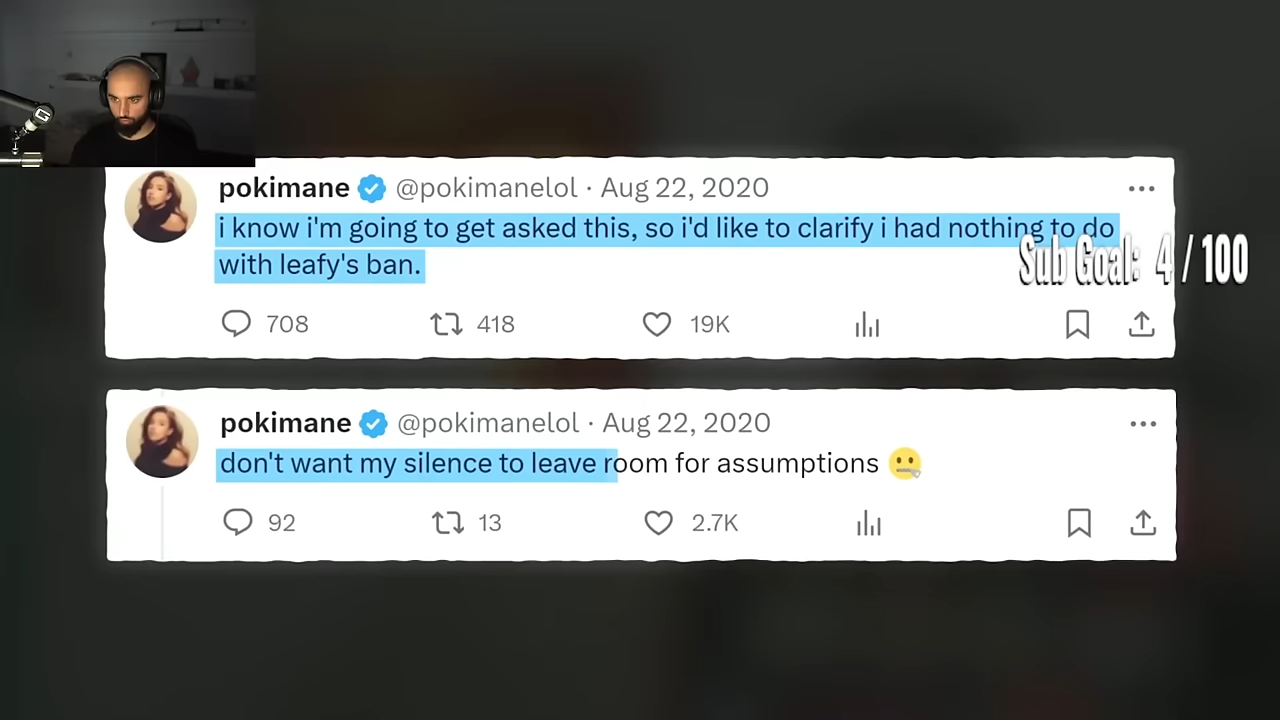 pokimane @pokimanelol · Aug 22, 2020
i know i'm going to get asked this, so i'd like to clarify i had nothing to do
with leafy's ban.
Sub Goal: 4 / 100
708 418 19K
pokimane @pokimanelol · Aug 22, 2020
don't want my silence to leave room for assumptions 🤐
92 13 2.7K